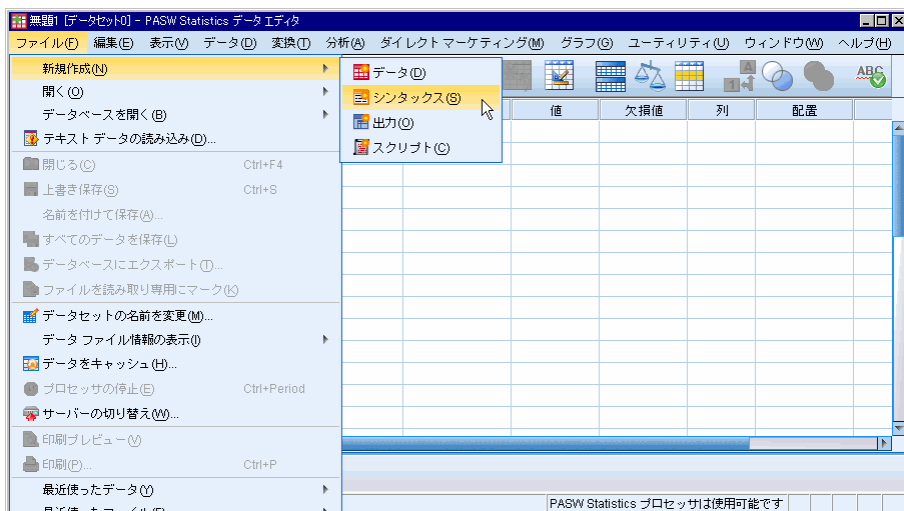 無題1 [データセット0] - PASW Statistics データ エディタ
ファイル(F) 編集(E) 表示(V) データ(D) 変換(T) 分析(A) ダイレクト マーケティング(M) グラフ(G) ユーティリティ(U) ウィンドウ(W) ヘルプ(H)
新規作成(N)
開く(O)
データベースを開く(B)
テキスト データの読み込み(D)...
閉じる(C) Ctrl+F4
上書き保存(S) Ctrl+S
名前を付けて保存(A)...
すべてのデータを保存(L)
データベースにエクスポート(T)...
ファイルを読み取り専用にマーク(K)
データセットの名前を変更(M)...
データ ファイル情報の表示(I)
データをキャッシュ(H)...
プロセッサの停止(E) Ctrl+Period
サーバーの切り替え(W)...
印刷プレビュー(V)
印刷(P)... Ctrl+P
最近使ったデータ(Y)
最近使ったファイル(F)
データ(D)
シンタックス(S)
出力(O)
スクリプト(C)
ABC
値 欠損値 列 配置
PASW Statistics プロセッサは使用可能です